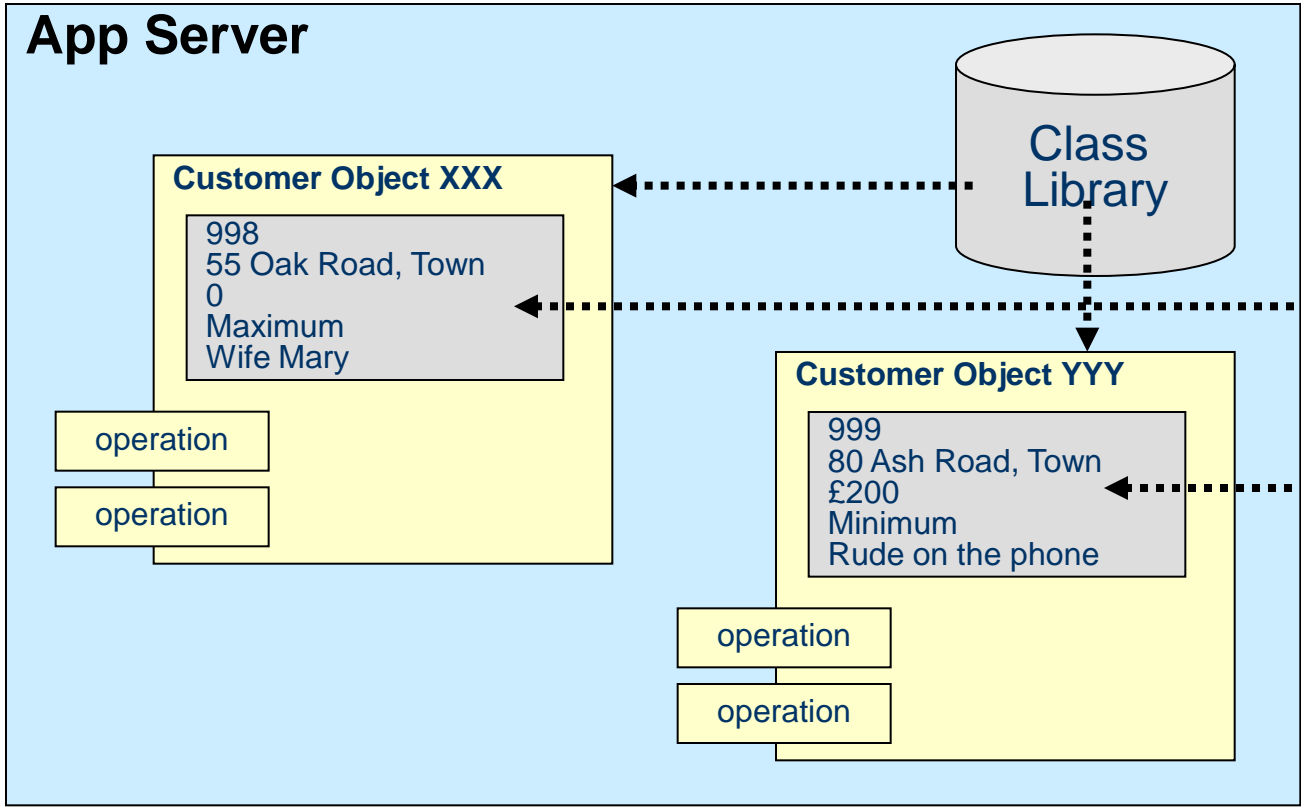 App Server
Class
Library
Customer Object XXX
998
55 Oak Road, Town
0
Maximum
Wife Mary
operation
operation
Customer Object YYY
999
80 Ash Road, Town
£200
Minimum
Rude on the phone
operation
operation